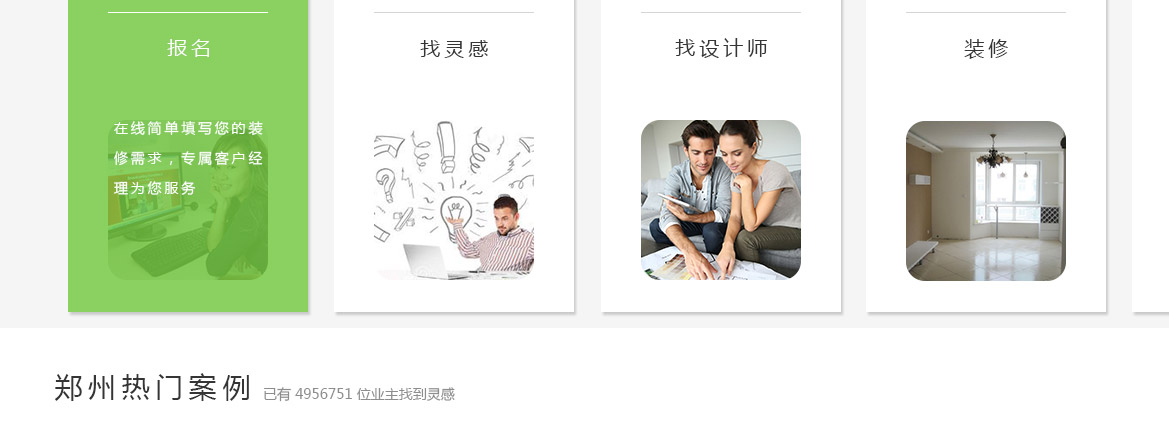 报名
找灵感
找设计师
装修
在线简单填写您的装
修需求，专属客户经
理为您服务
郑州热门案例 已有 4956751 位业主找到灵感